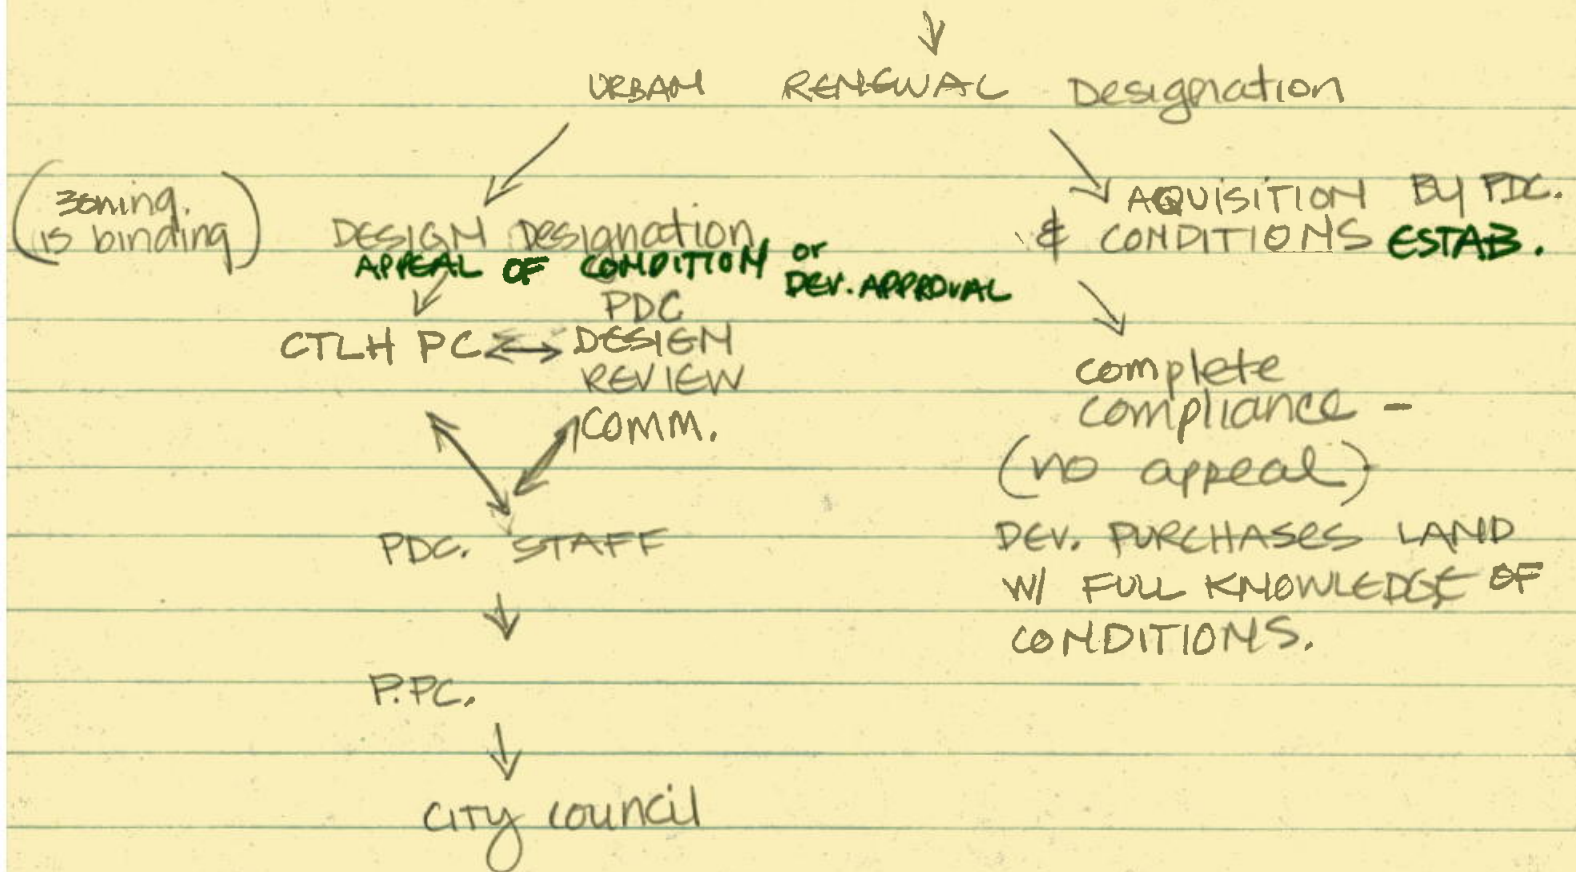 URBAN RENEWAL Designation
(zoning.
is binding)
DESIGN Designation
APPEAL OF CONDITION or
DEV. APPROVAL
AQUISITION BY PDC.
& CONDITIONS ESTAB.
CTLH PC
PDC
DESIGN
REVIEW
COMM.
complete
compliance -
(no appeal)
DEV. PURCHASES LAND
W/ FULL KNOWLEDGE OF
CONDITIONS.
PDC. STAFF
P.PC.
CITY COUNCIL